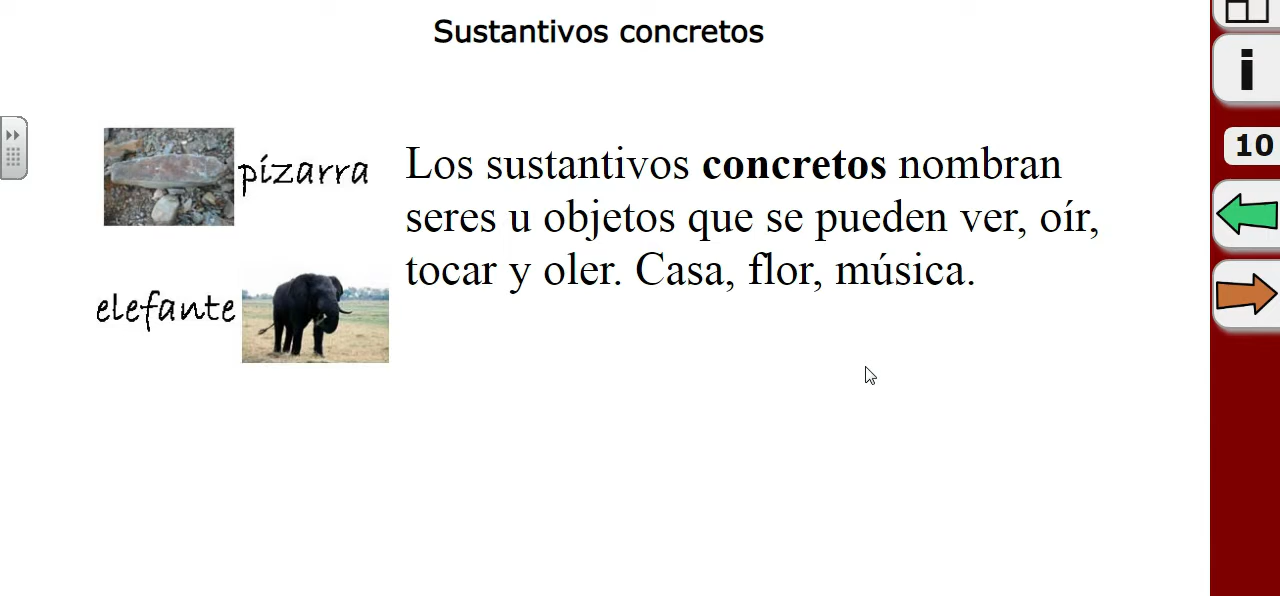 Sustantivos concretos
pizarra
elefante
Los sustantivos concretos nombran
seres u objetos que se pueden ver, oír,
tocar y oler. Casa, flor, música.
i
10